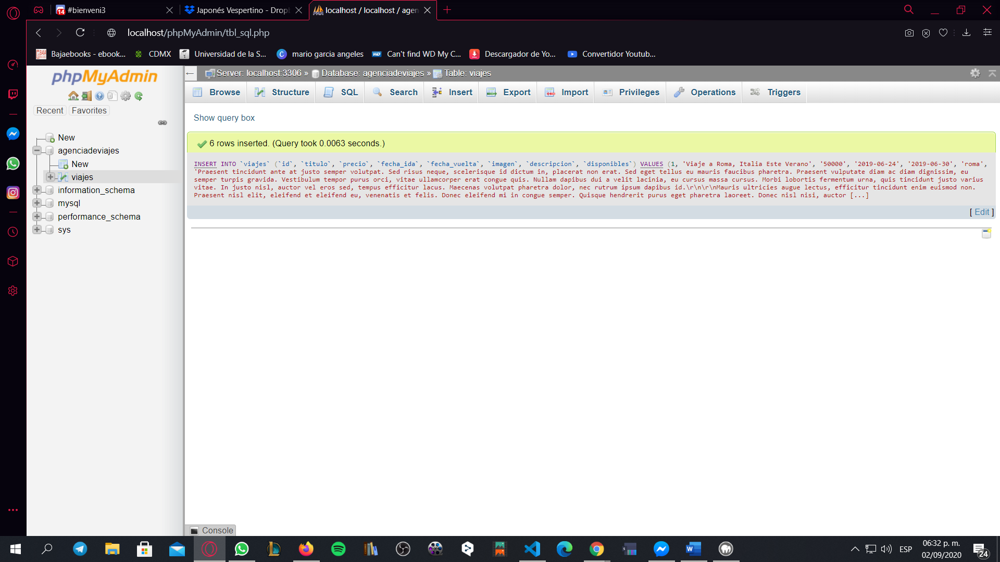 14 #bienveni3
Japonés Vespertino - Drop
localhost / localhost / agen
localhost/phpMyAdmin/tbl_sql.php
Bajaebooks - ebook...
CDMX
Universidad de la S...
mario garcia angeles
Can't find WD My C...
Descargador de Yo...
Convertidor Youtub...
phpMyAdmin
Server: localhost:3306 » Database: agenciadeviajes » Table: viajes
Browse Structure SQL Search Insert Export Import Privileges Operations Triggers
Recent Favorites
New
agenciadeviajes
New
viajes
information_schema
mysql
performance_schema
sys
Show query box
6 rows inserted. (Query took 0.0063 seconds.)
INSERT INTO `viajes` (`id`, `titulo`, `precio`, `fecha_ida`, `fecha_vuelta`, `imagen`, `descripcion`, `disponibles`) VALUES (1, 'Viaje a Roma, Italia Este Verano', '50000', '2019-06-24', '2019-06-30', 'roma',
'Praesent tincidunt ante at justo semper volutpat. Sed risus neque, scelerisque id dictum in, placerat non erat. Sed eget tellus eu mauris faucibus pharetra. Praesent vulputate diam ac diam dignissim, eu
semper turpis gravida. Vestibulum tempor purus orci, vitae ullamcorper erat congue quis. Nullam dapibus dui a velit lacinia, eu cursus massa cursus. Morbi lobortis fermentum urna, quis tincidunt justo varius
vitae. In justo nisl, auctor vel eros sed, tempus efficitur lacus. Maecenas volutpat pharetra dolor, nec rutrum ipsum dapibus id.\r\n\r\nMauris ultricies augue lectus, efficitur tincidunt enim euismod non.
Praesent nisl elit, eleifend et eleifend eu, venenatis et felis. Donec eleifend mi in congue semper. Quisque hendrerit purus eget pharetra laoreet. Donec nisl nisi, auctor [...]
[ Edit ]
Console
ESP
06:32 p. m.
02/09/2020
24